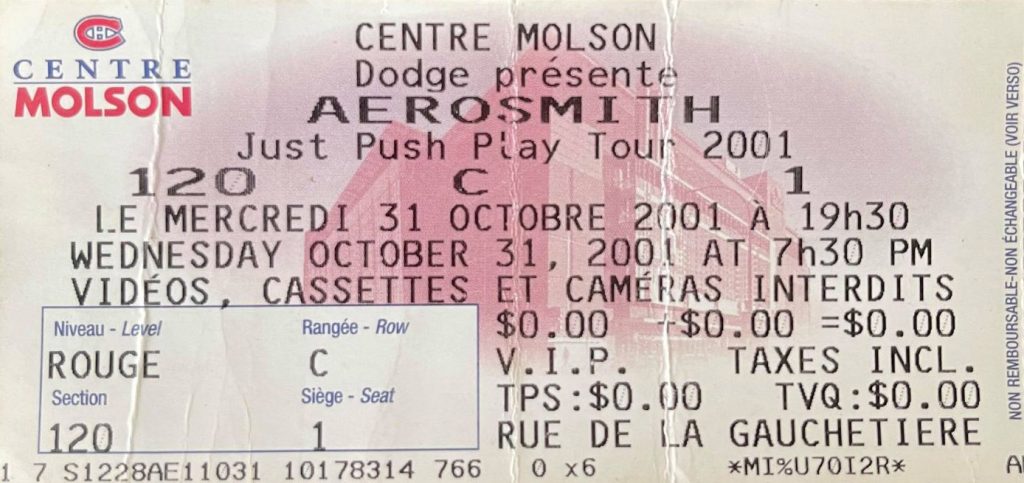 CENTRE
MOLSON
CENTRE MOLSON
Dodge présente
AEROSMITH
Just Push Play Tour 2001
120 C 1
LE MERCREDI 31 OCTOBRE 2001 À 19h30
WEDNESDAY OCTOBER 31, 2001 AT 7h30 PM
VIDÉOS, CASSETTES ET CAMÉRAS INTERDITS
Niveau - Level Rangée - Row
ROUGE C
Section Siège - Seat
120 1
$0.00 +$0.00 =$0.00
V.I.P. TAXES INCL.
TPS:$0.00 TVQ:$0.00
RUE DE LA GAUCHETIERE
1 7 S1228AE11031 10178314 766 0 x6 *MI%U70I2R*
NON REMBOURSABLE-NON ÉCHANGEABLE (VOIR VERSO)